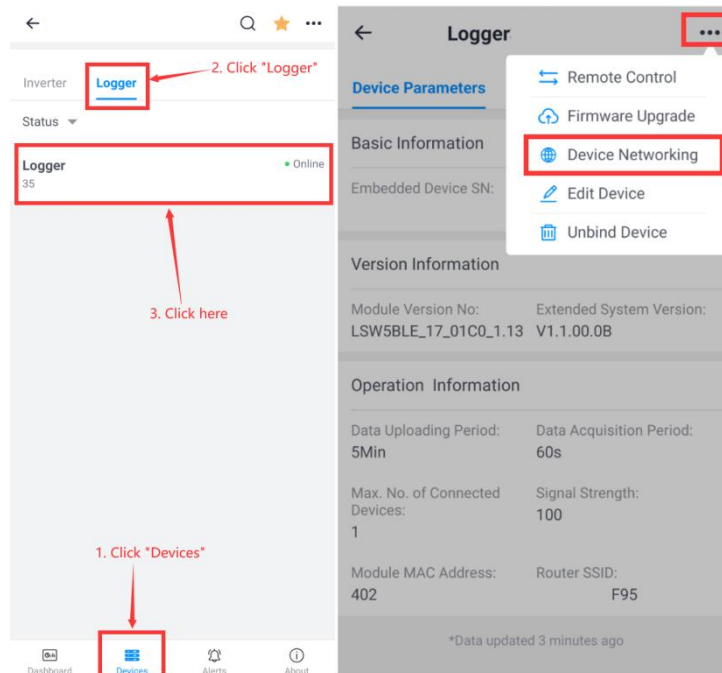 Inverter
Logger
2. Click "Logger"
Status
Logger
Online
35
3. Click here
1. Click "Devices"
Dashboard
Devices
Alerts
About
Logger
Device Parameters
Remote Control
Firmware Upgrade
Device Networking
Edit Device
Unbind Device
Basic Information
Embedded Device SN:
Version Information
Module Version No:
Extended System Version:
LSW5BLE_17_01C0_1.13
V1.1.00.0B
Operation Information
Data Uploading Period:
Data Acquisition Period:
5Min
60s
Max. No. of Connected
Devices:
Signal Strength:
1
100
Module MAC Address:
Router SSID:
402
F95
*Data updated 3 minutes ago